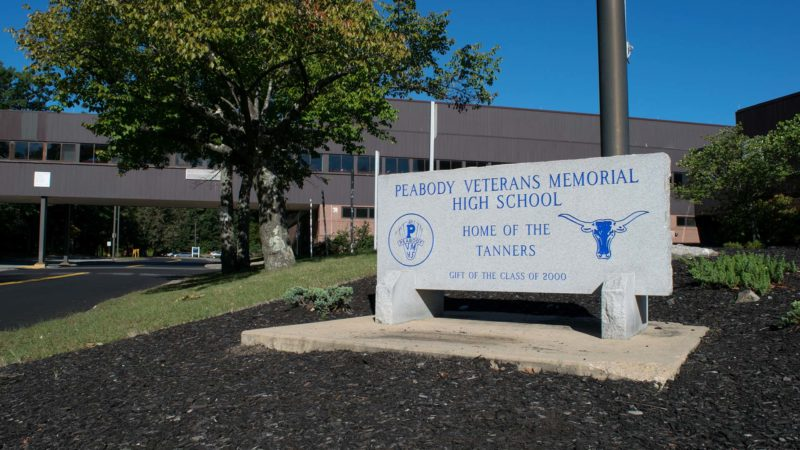 PEABODY VETERANS MEMORIAL
HIGH SCHOOL
HOME OF THE
TANNERS
GIFT OF THE CLASS OF 2000
P
V.M.
H.S.